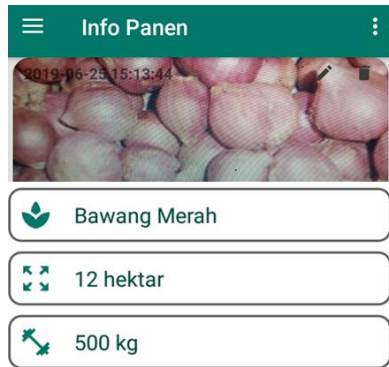 Info Panen
2019-06-25 15:13:44
Bawang Merah
12 hektar
500 kg